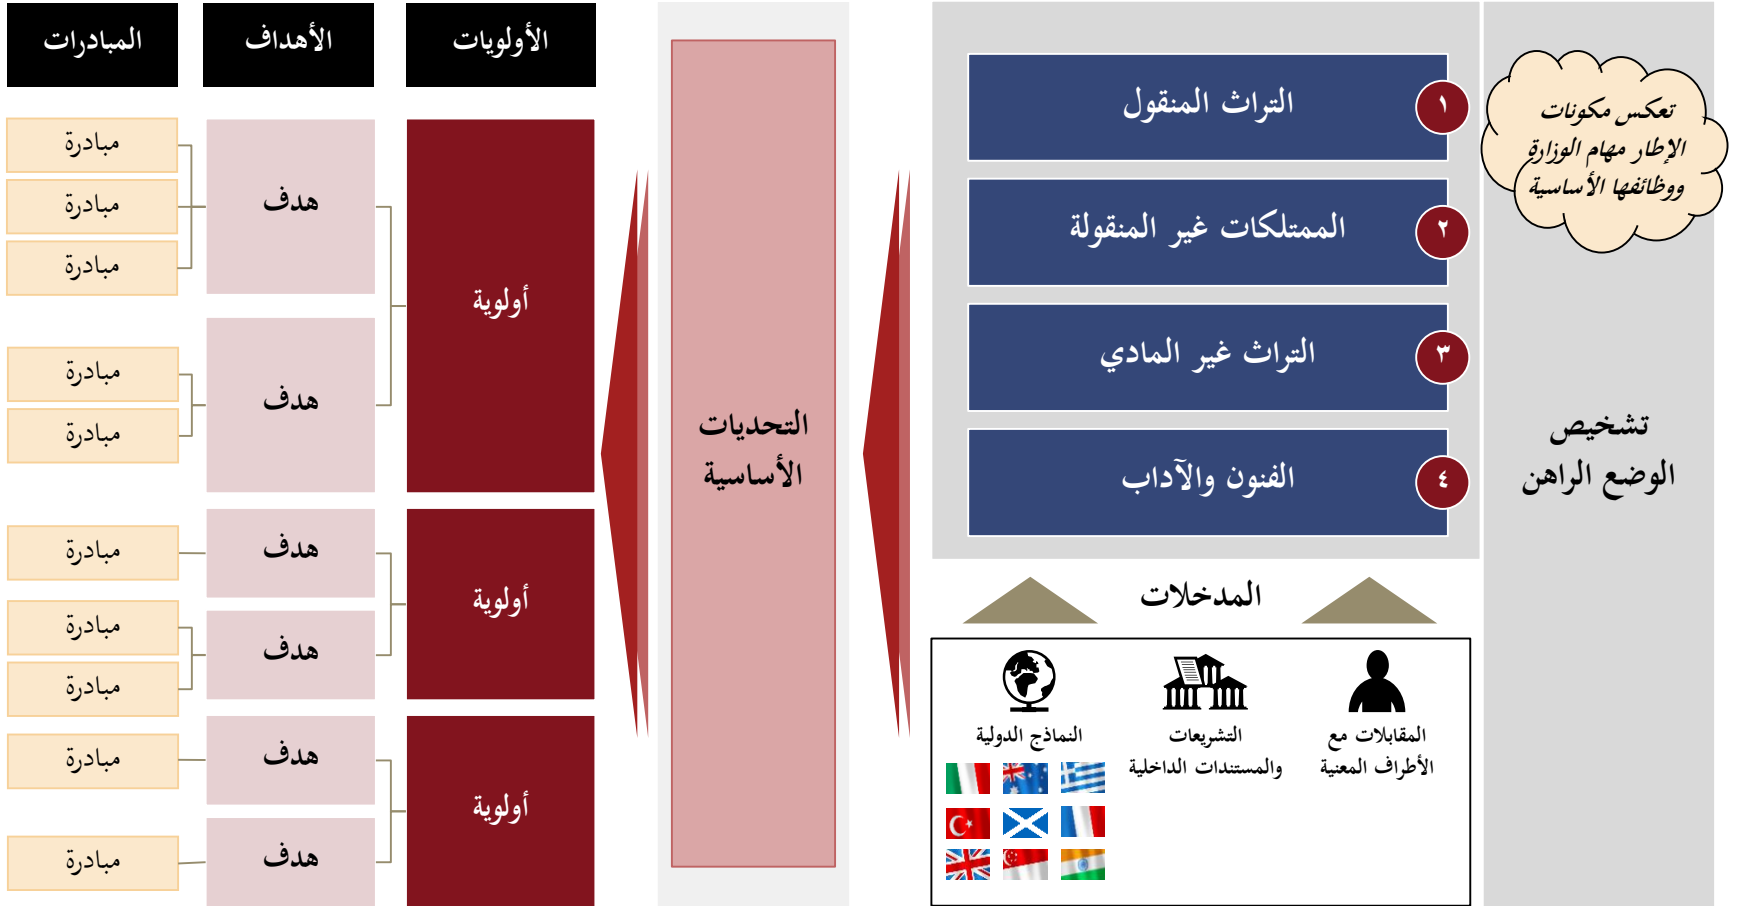 تعكس مكونات
الإطار مهام الوزارة
ووظائفها الأساسية
تشخيص
الوضع الراهن
١
التراث المنقول
٢
الممتلكات غير المنقولة
٣
التراث غير المادي
٤
الفنون والآداب
المدخلات
المقابلات مع
الأطراف المعنية
التشريعات
والمستندات الداخلية
النماذج الدولية
التحديات
الأساسية
الأولويات
الأهداف
المبادرات
أولوية
هدف
مبادرة
مبادرة
مبادرة
هدف
مبادرة
مبادرة
أولوية
هدف
مبادرة
هدف
مبادرة
مبادرة
أولوية
هدف
مبادرة
هدف
مبادرة